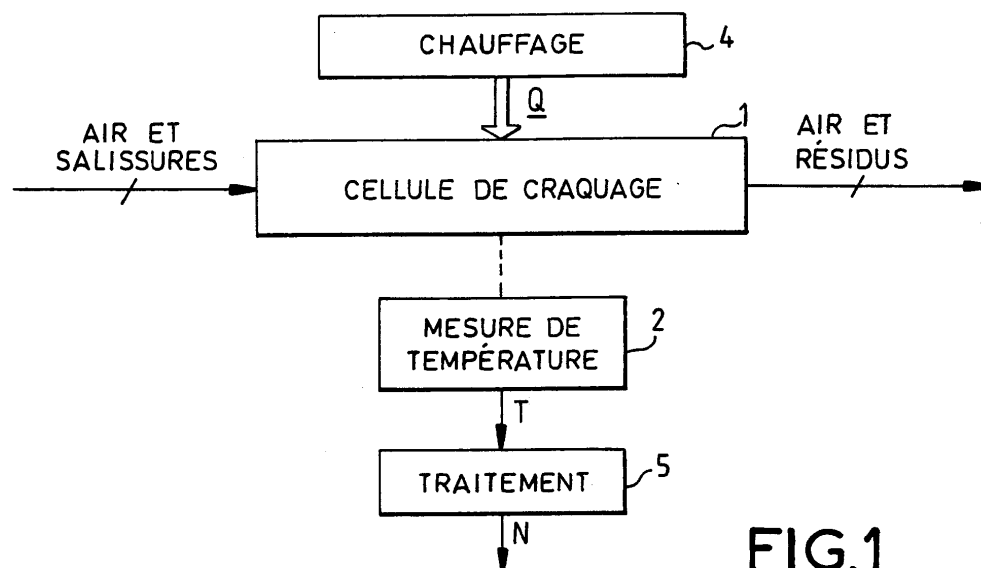 CHAUFFAGE
4
Q
1
AIR ET
SALISSURES
CELLULE DE CRAQUAGE
AIR ET
RÉSIDUS
MESURE DE
TEMPÉRATURE
2
T
TRAITEMENT
5
N
FIG.1